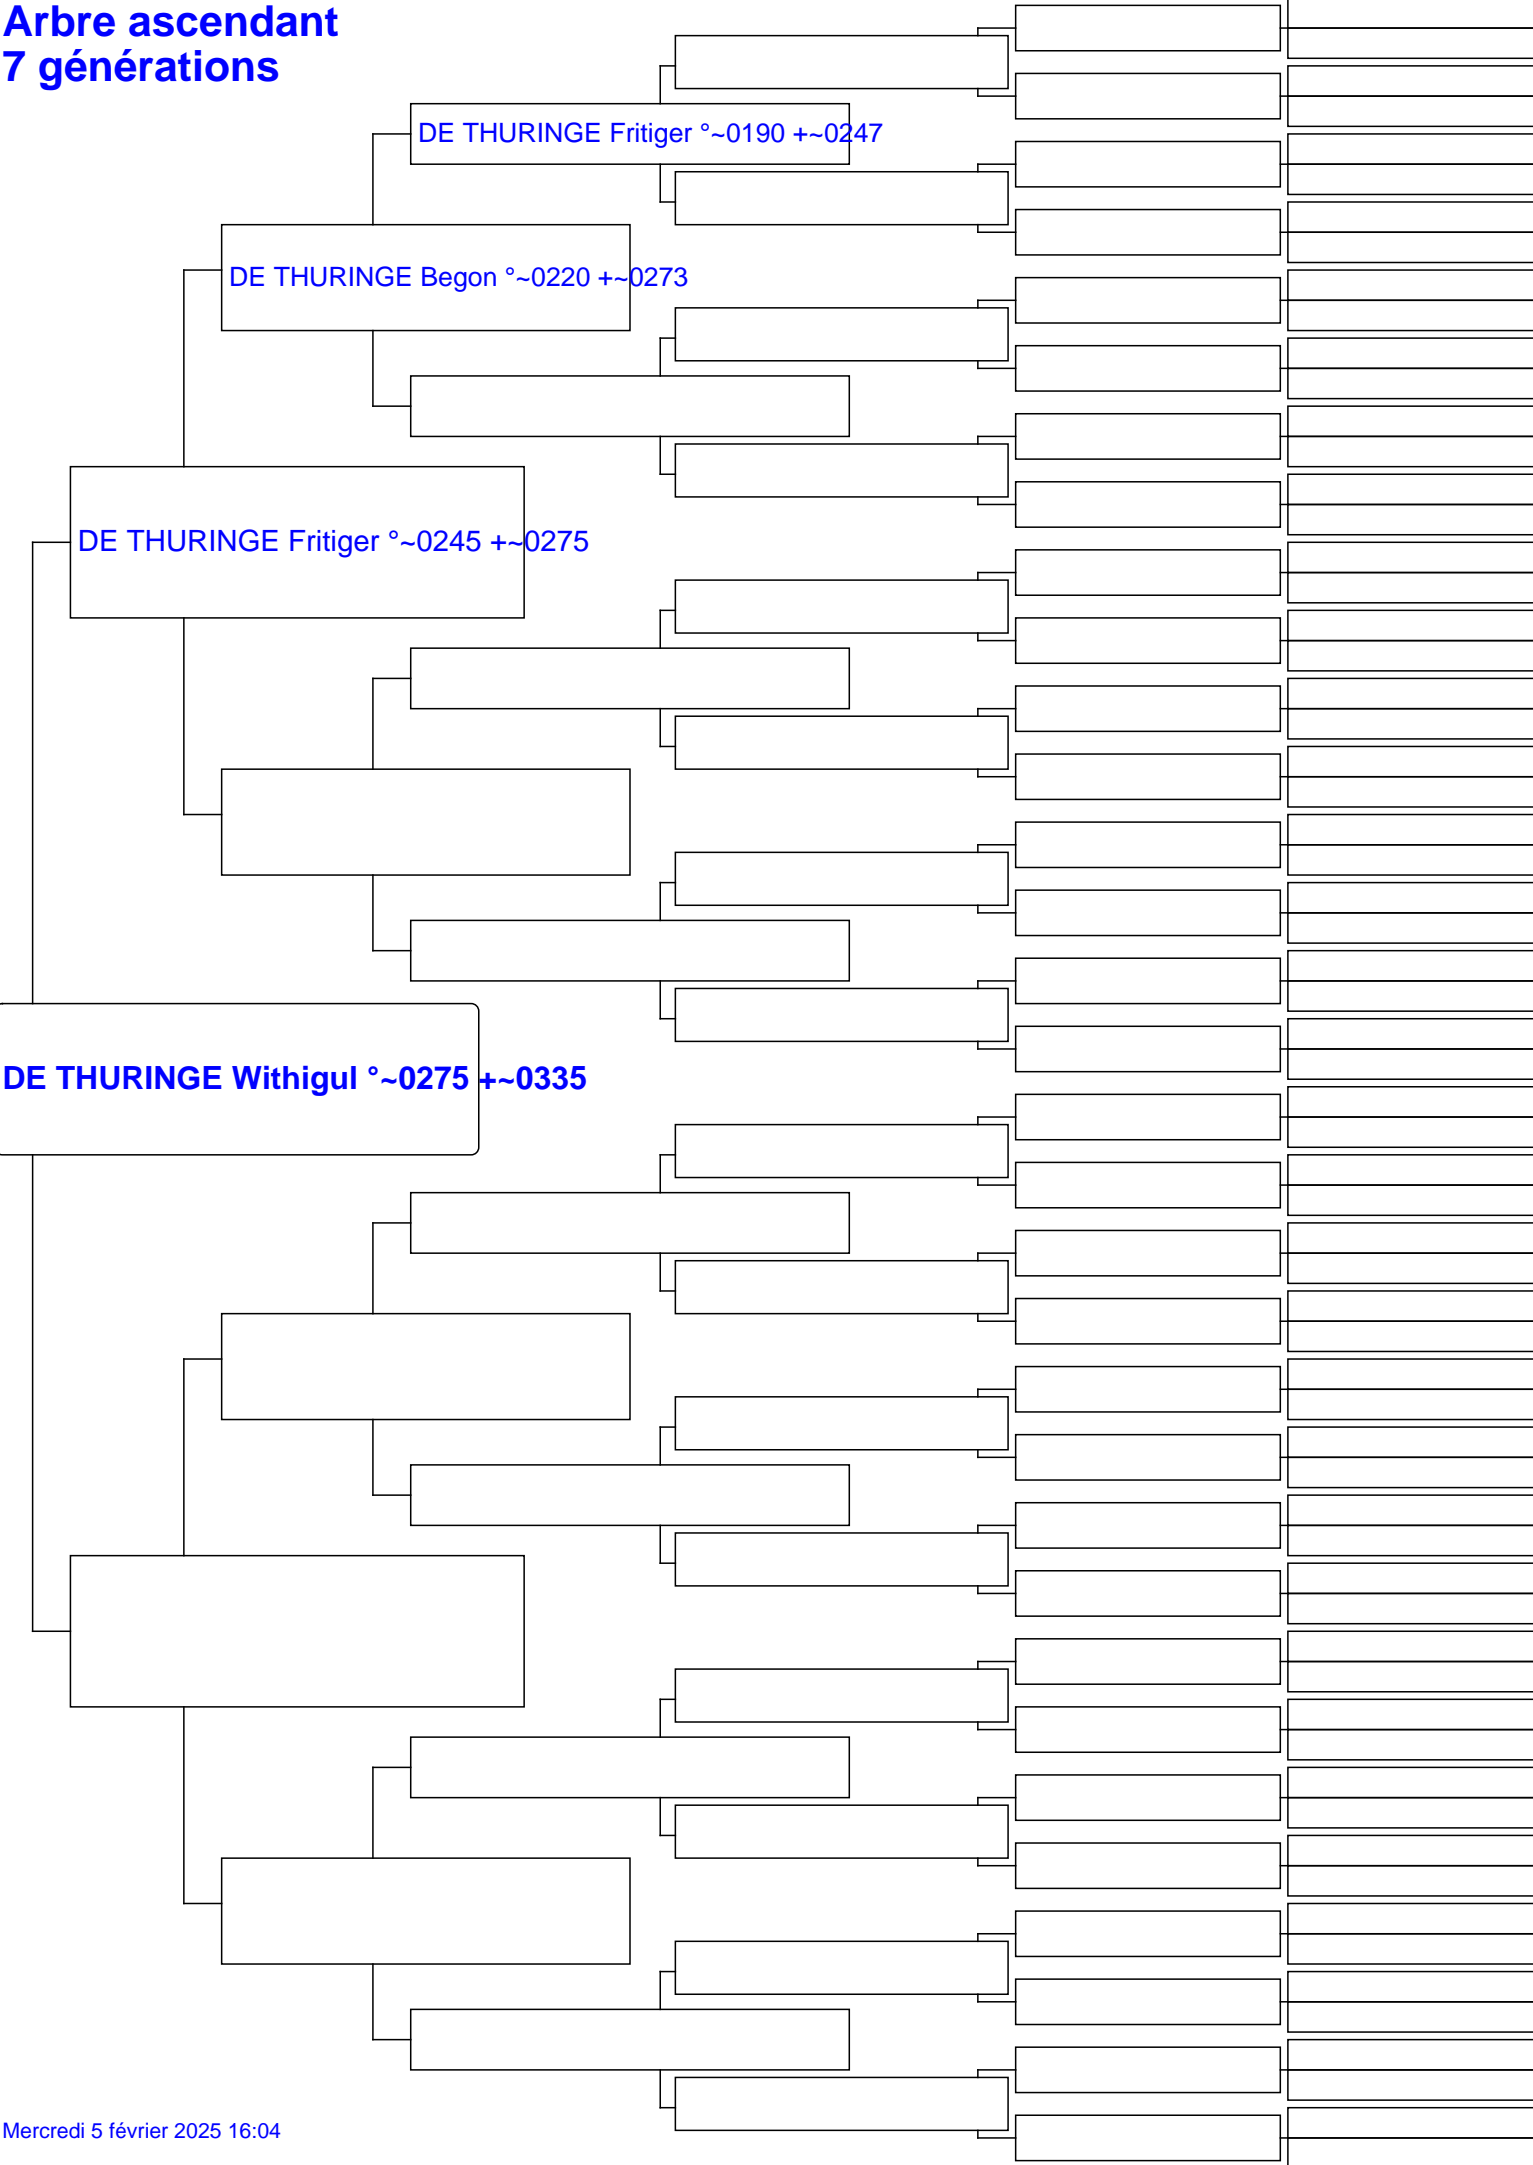 Arbre ascendant
7 générations
DE THURINGE Fritiger °~0190 +~0247
DE THURINGE Begon °~0220 +~0273
DE THURINGE Fritiger °~0245 +~0275
DE THURINGE Withigul °~0275 +~0335
Mercredi 5 février 2025 16:04